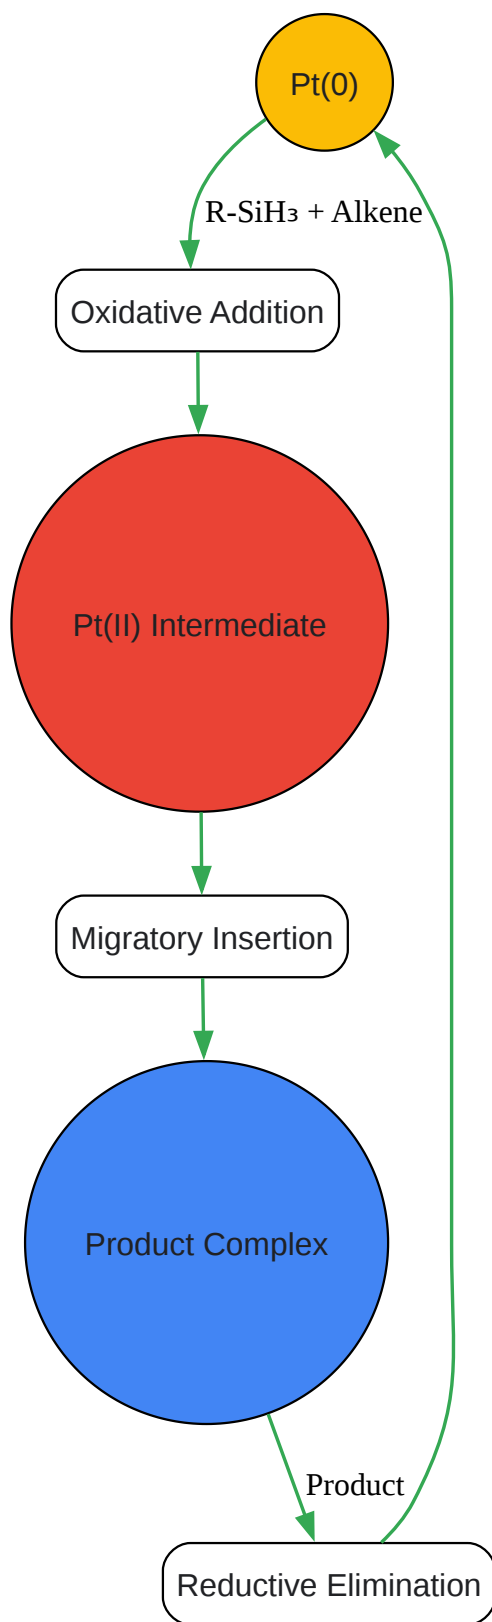 Pt(0)
R-SiH₃ + Alkene
Oxidative Addition
Pt(II) Intermediate
Migratory Insertion
Product Complex
Product
Reductive Elimination